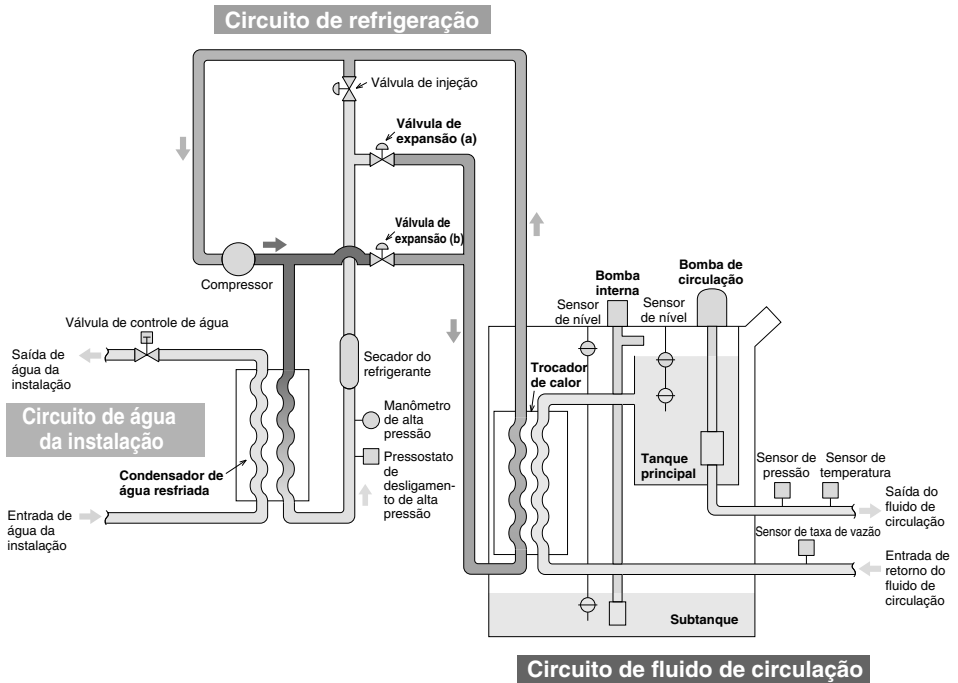 Circuito de refrigeração
Válvula de injeção
Válvula de
expansão (a)
Válvula de
expansão (b)
Compressor
Válvula de controle de água
Saída de
água da
instalação
Circuito de água
da instalação
Condensador de
água resfriada
Entrada de
água da
instalação
Secador do
refrigerante
Manômetro
de alta
pressão
Pressostato
de
desligamen-
to de alta
pressão
Bomba
interna
Bomba de
circulação
Sensor
de nível
Sensor
de nível
Trocador
de calor
Tanque
principal
Sensor de
pressão
Sensor de
temperatura
Saída do
fluido de
circulação
Sensor de taxa de vazão
Entrada de
retorno do
fluido de
circulação
Subtanque
Circuito de fluido de circulação